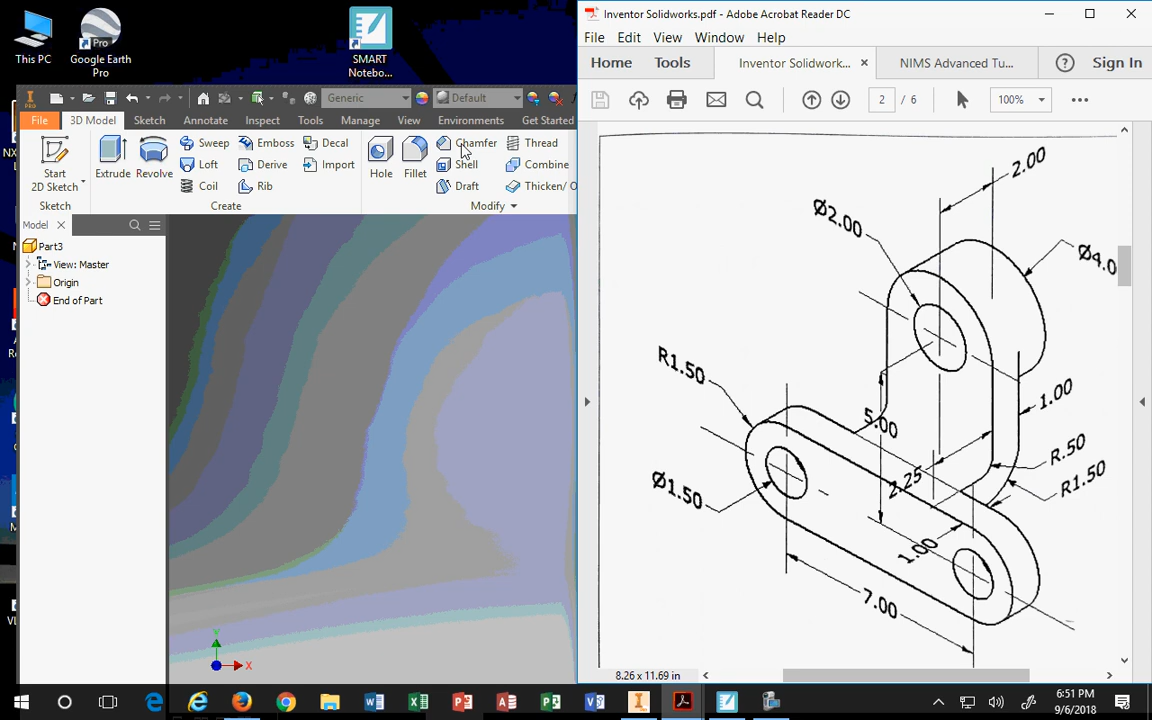 This PC
Google Earth
Pro
SMART
Notebo...
Generic
Default
File
3D Model
Sketch
Annotate
Inspect
Tools
Manage
View
Environments
Get Started
Start
2D Sketch
Extrude
Revolve
Sweep
Loft
Coil
Emboss
Derive
Rib
Decal
Import
Hole
Fillet
Chamfer
Shell
Draft
Thread
Combine
Thicken/ O
Sketch
Create
Modify
Model
Part3
View: Master
Origin
End of Part
Y
X
Inventor Solidworks.pdf - Adobe Acrobat Reader DC
File Edit View Window Help
Home
Tools
Inventor Solidwork...
NIMS Advanced Tu...
Sign In
2 / 6
100%
2.00
Ø2.00
Ø4.0
R1.50
1.00
5.00
R.50
2.25
R1.50
Ø1.50
1.00
7.00
8.26 x 11.69 in
6:51 PM
9/6/2018